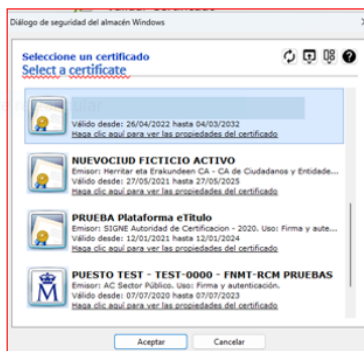 Diálogo de seguridad del almacén Windows
Seleccione un certificado
Select a certificate
Válido desde: 26/04/2022 hasta 04/03/2032
Haga clic aquí para ver las propiedades del certificado
NUEVOCIUD FICTICIO ACTIVO
Emisor: Herritar eta Erakundeen CA - CA de Ciudadanos y Entidade...
Válido desde: 27/05/2021 hasta 27/05/2025
Haga clic aquí para ver las propiedades del certificado
PRUEBA Plataforma eTitulo
Emisor: SIGNE Autoridad de Certificacion - 2020. Uso: Firma y aute...
Válido desde: 12/01/2021 hasta 12/01/2024
Haga clic aquí para ver las propiedades del certificado
PUESTO TEST - TEST-0000 - FNMT-RCM PRUEBAS
Emisor: AC Sector Público. Uso: Firma y autenticación.
Válido desde: 07/07/2020 hasta 07/07/2023
Haga clic aquí para ver las propiedades del certificado
Aceptar
Cancelar